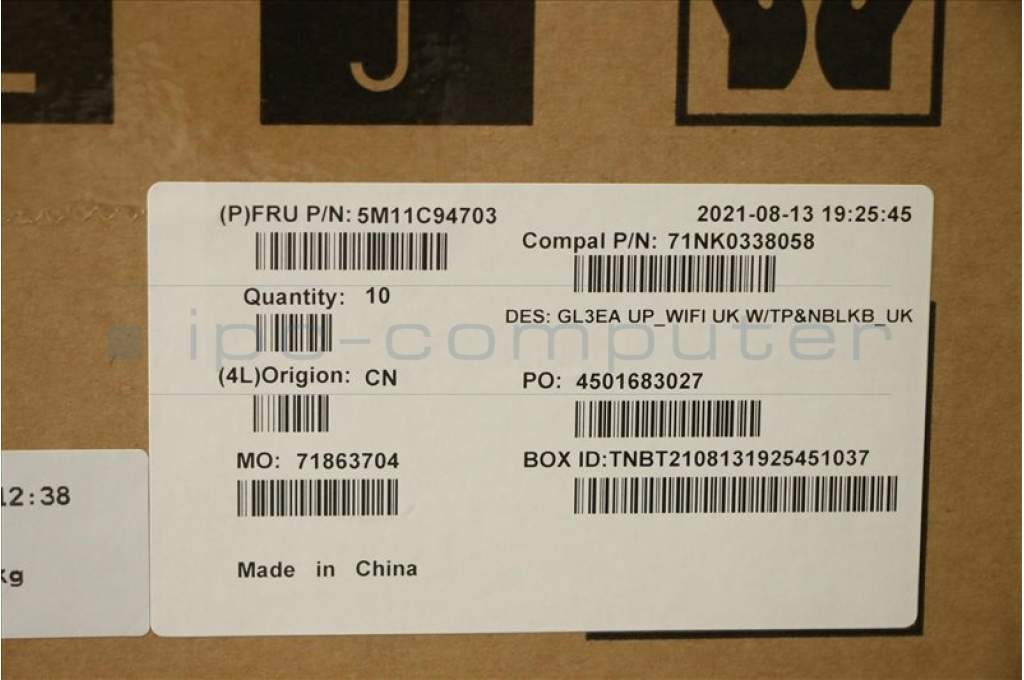 (P)FRU P/N: 5M11C94703
2021-08-13 19:25:45
Compal P/N: 71NK0338058
Quantity: 10
DES: GL3EA UP_WIFI UK W/TP&NBLKB_UK
ipc-computer
(4L)Origion: CN
PO: 4501683027
MO: 71863704
BOX ID:TNBT2108131925451037
12:38
Kg
Made in China